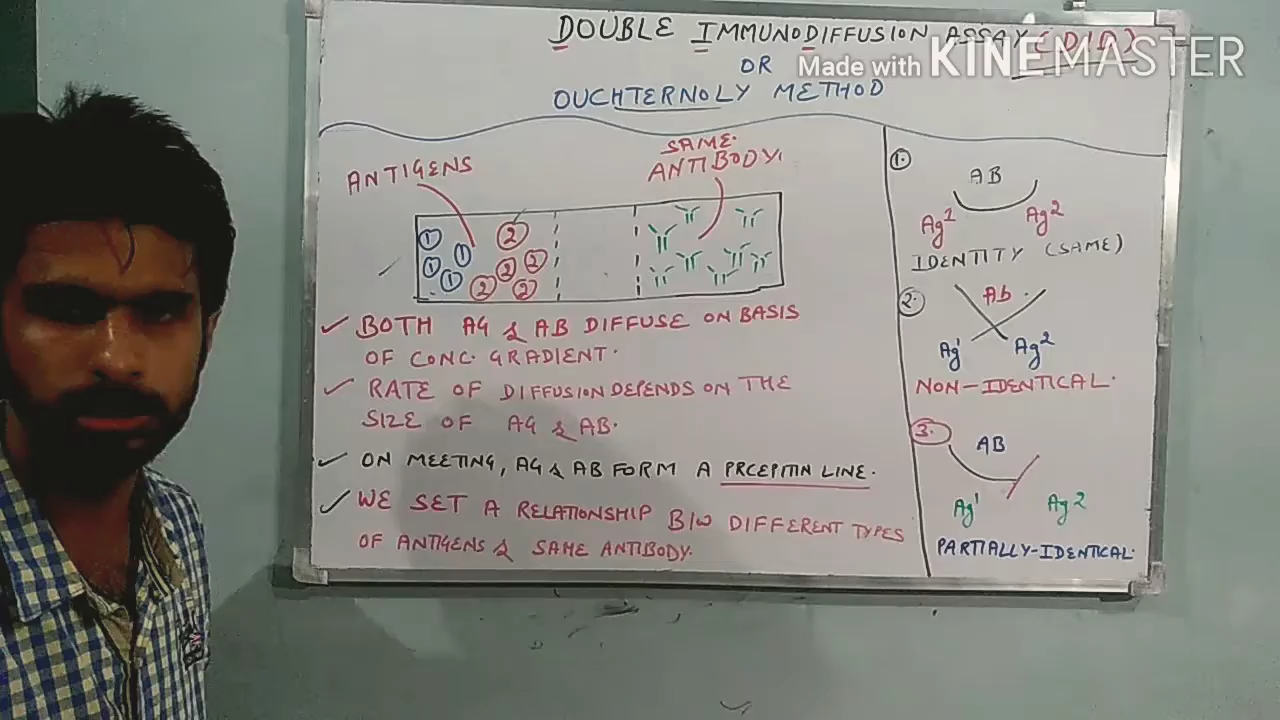 DOUBLE IMMUNODIFFUSION ASSAY (DID)
Made with KINEMASTER
OR
OUCHTERNOLY METHOD
ANTIGENS
SAME
ANTIBODY
1 1 1 1 2 2 2 2 2
BOTH AG & AB DIFFUSE ON BASIS
OF CONC. GRADIENT.
RATE OF DIFFUSION DEPENDS ON THE
SIZE OF AG & AB.
ON MEETING, AG & AB FORM A PRCEPITIN LINE.
WE SET A RELATIONSHIP B/W DIFFERENT TYPES
OF ANTIGENS & SAME ANTIBODY.
1.
AB
Ag1 Ag2
IDENTITY (SAME)
2.
Ab
Ag1 Ag2
NON-IDENTICAL.
3.
AB
Ag1 Ag2
PARTIALLY-IDENTICAL.